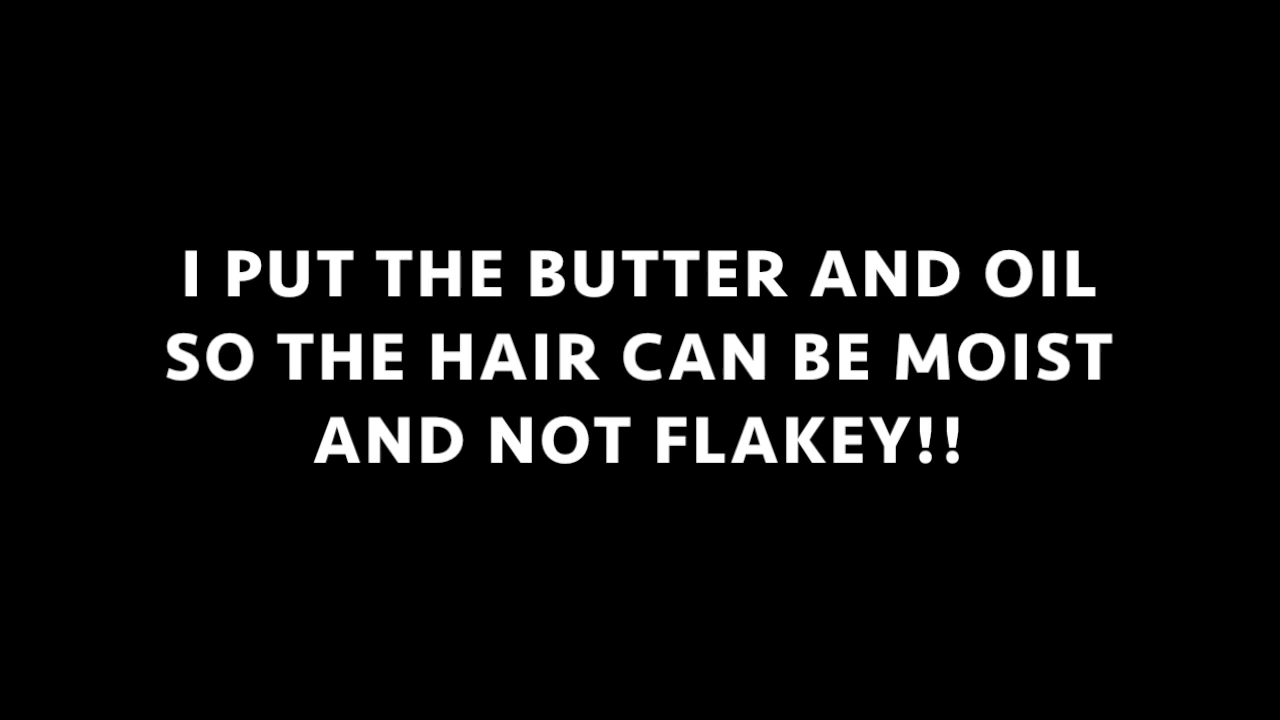 I PUT THE BUTTER AND OIL
SO THE HAIR CAN BE MOIST
AND NOT FLAKEY!!